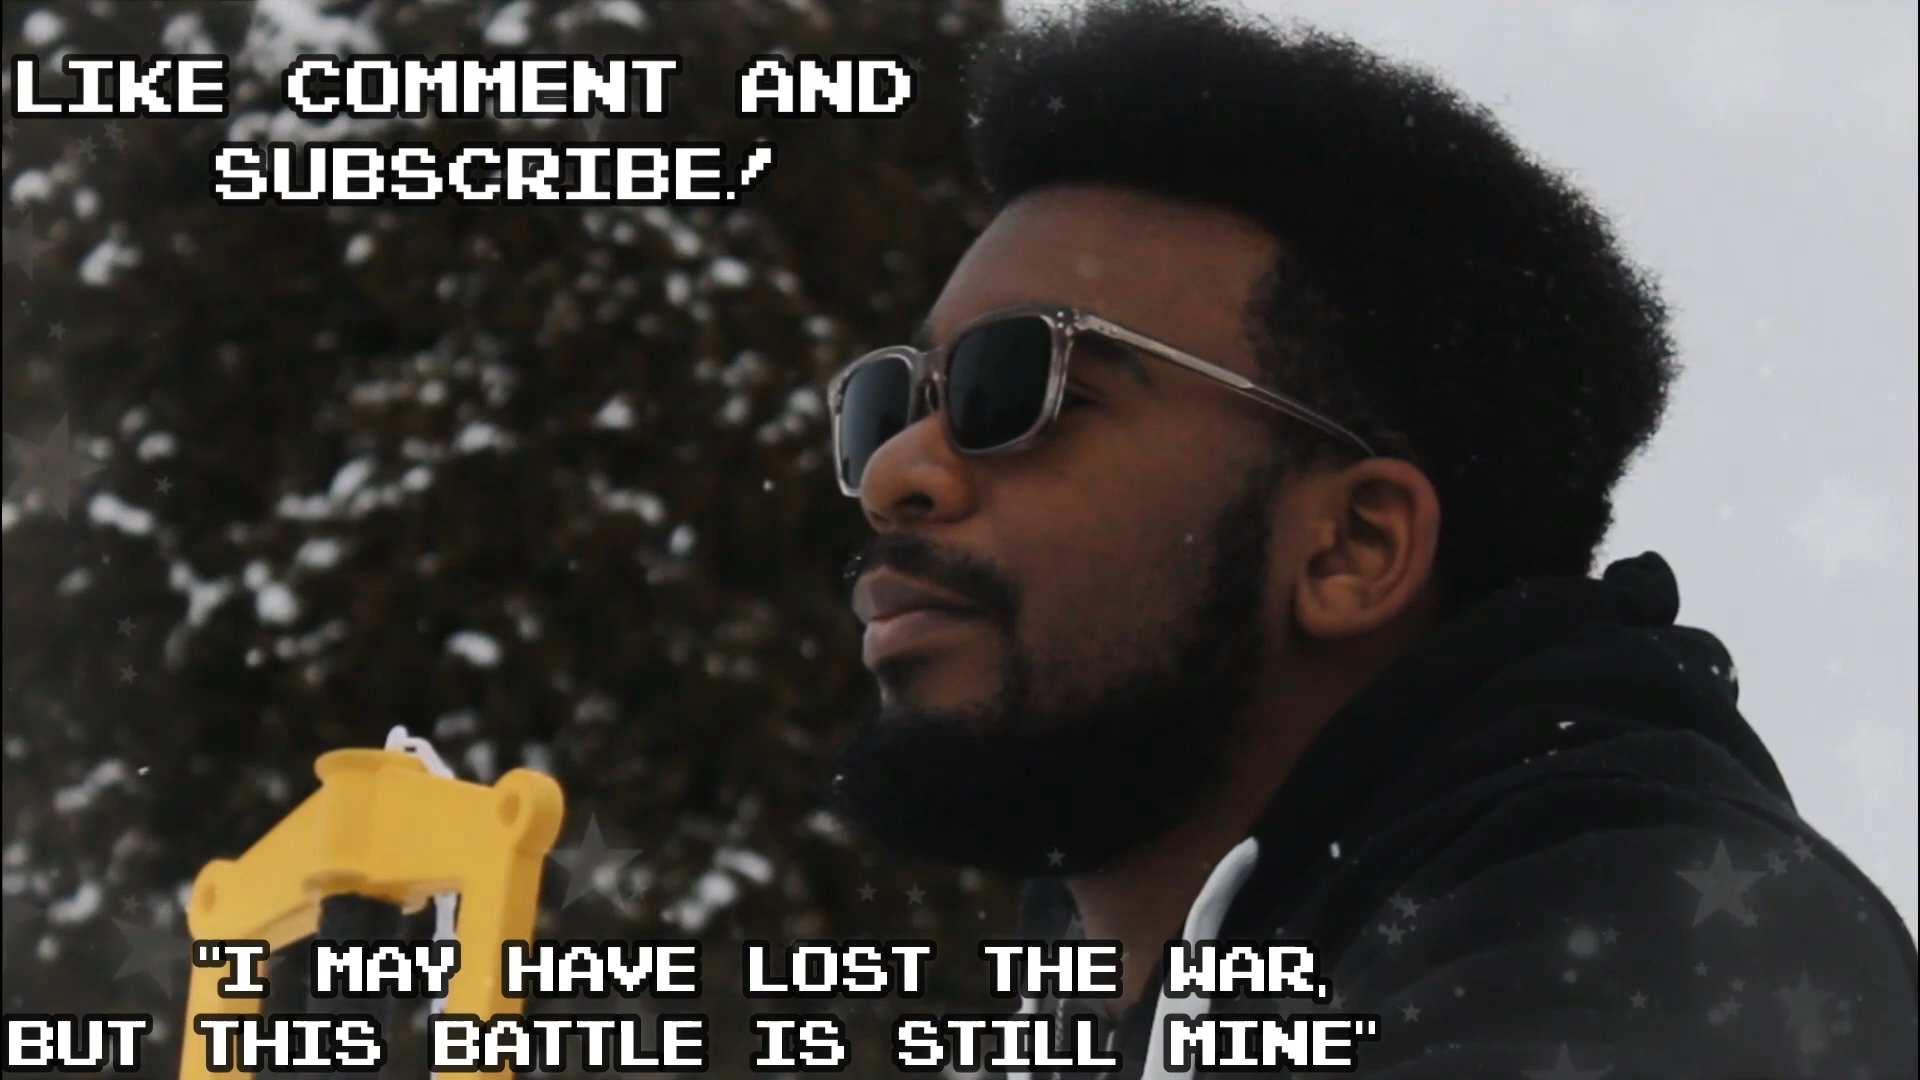 LIKE COMMENT AND
SUBSCRIBE!
"I MAY HAVE LOST THE WAR,
BUT THIS BATTLE IS STILL MINE"